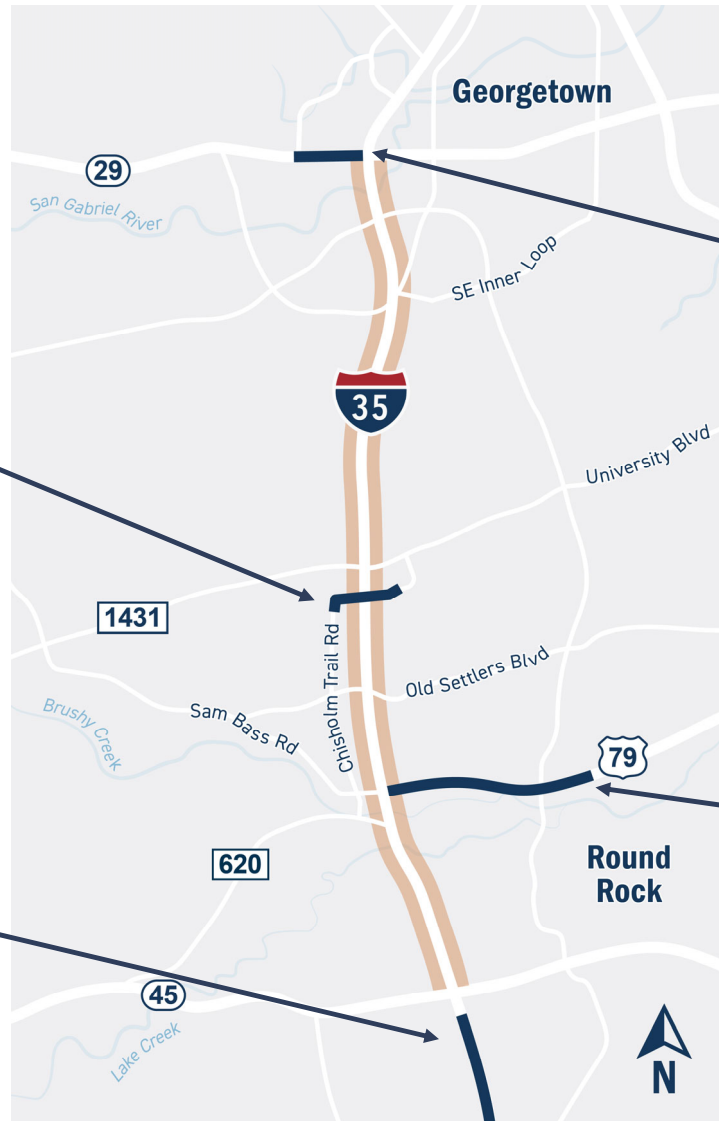 Georgetown
29
San Gabriel River
SE Inner Loop
35
University Blvd
1431
Chisholm Trail Rd
Old Settlers Blvd
Sam Bass Rd
Brushy Creek
79
620
Round
Rock
45
Lake Creek
N